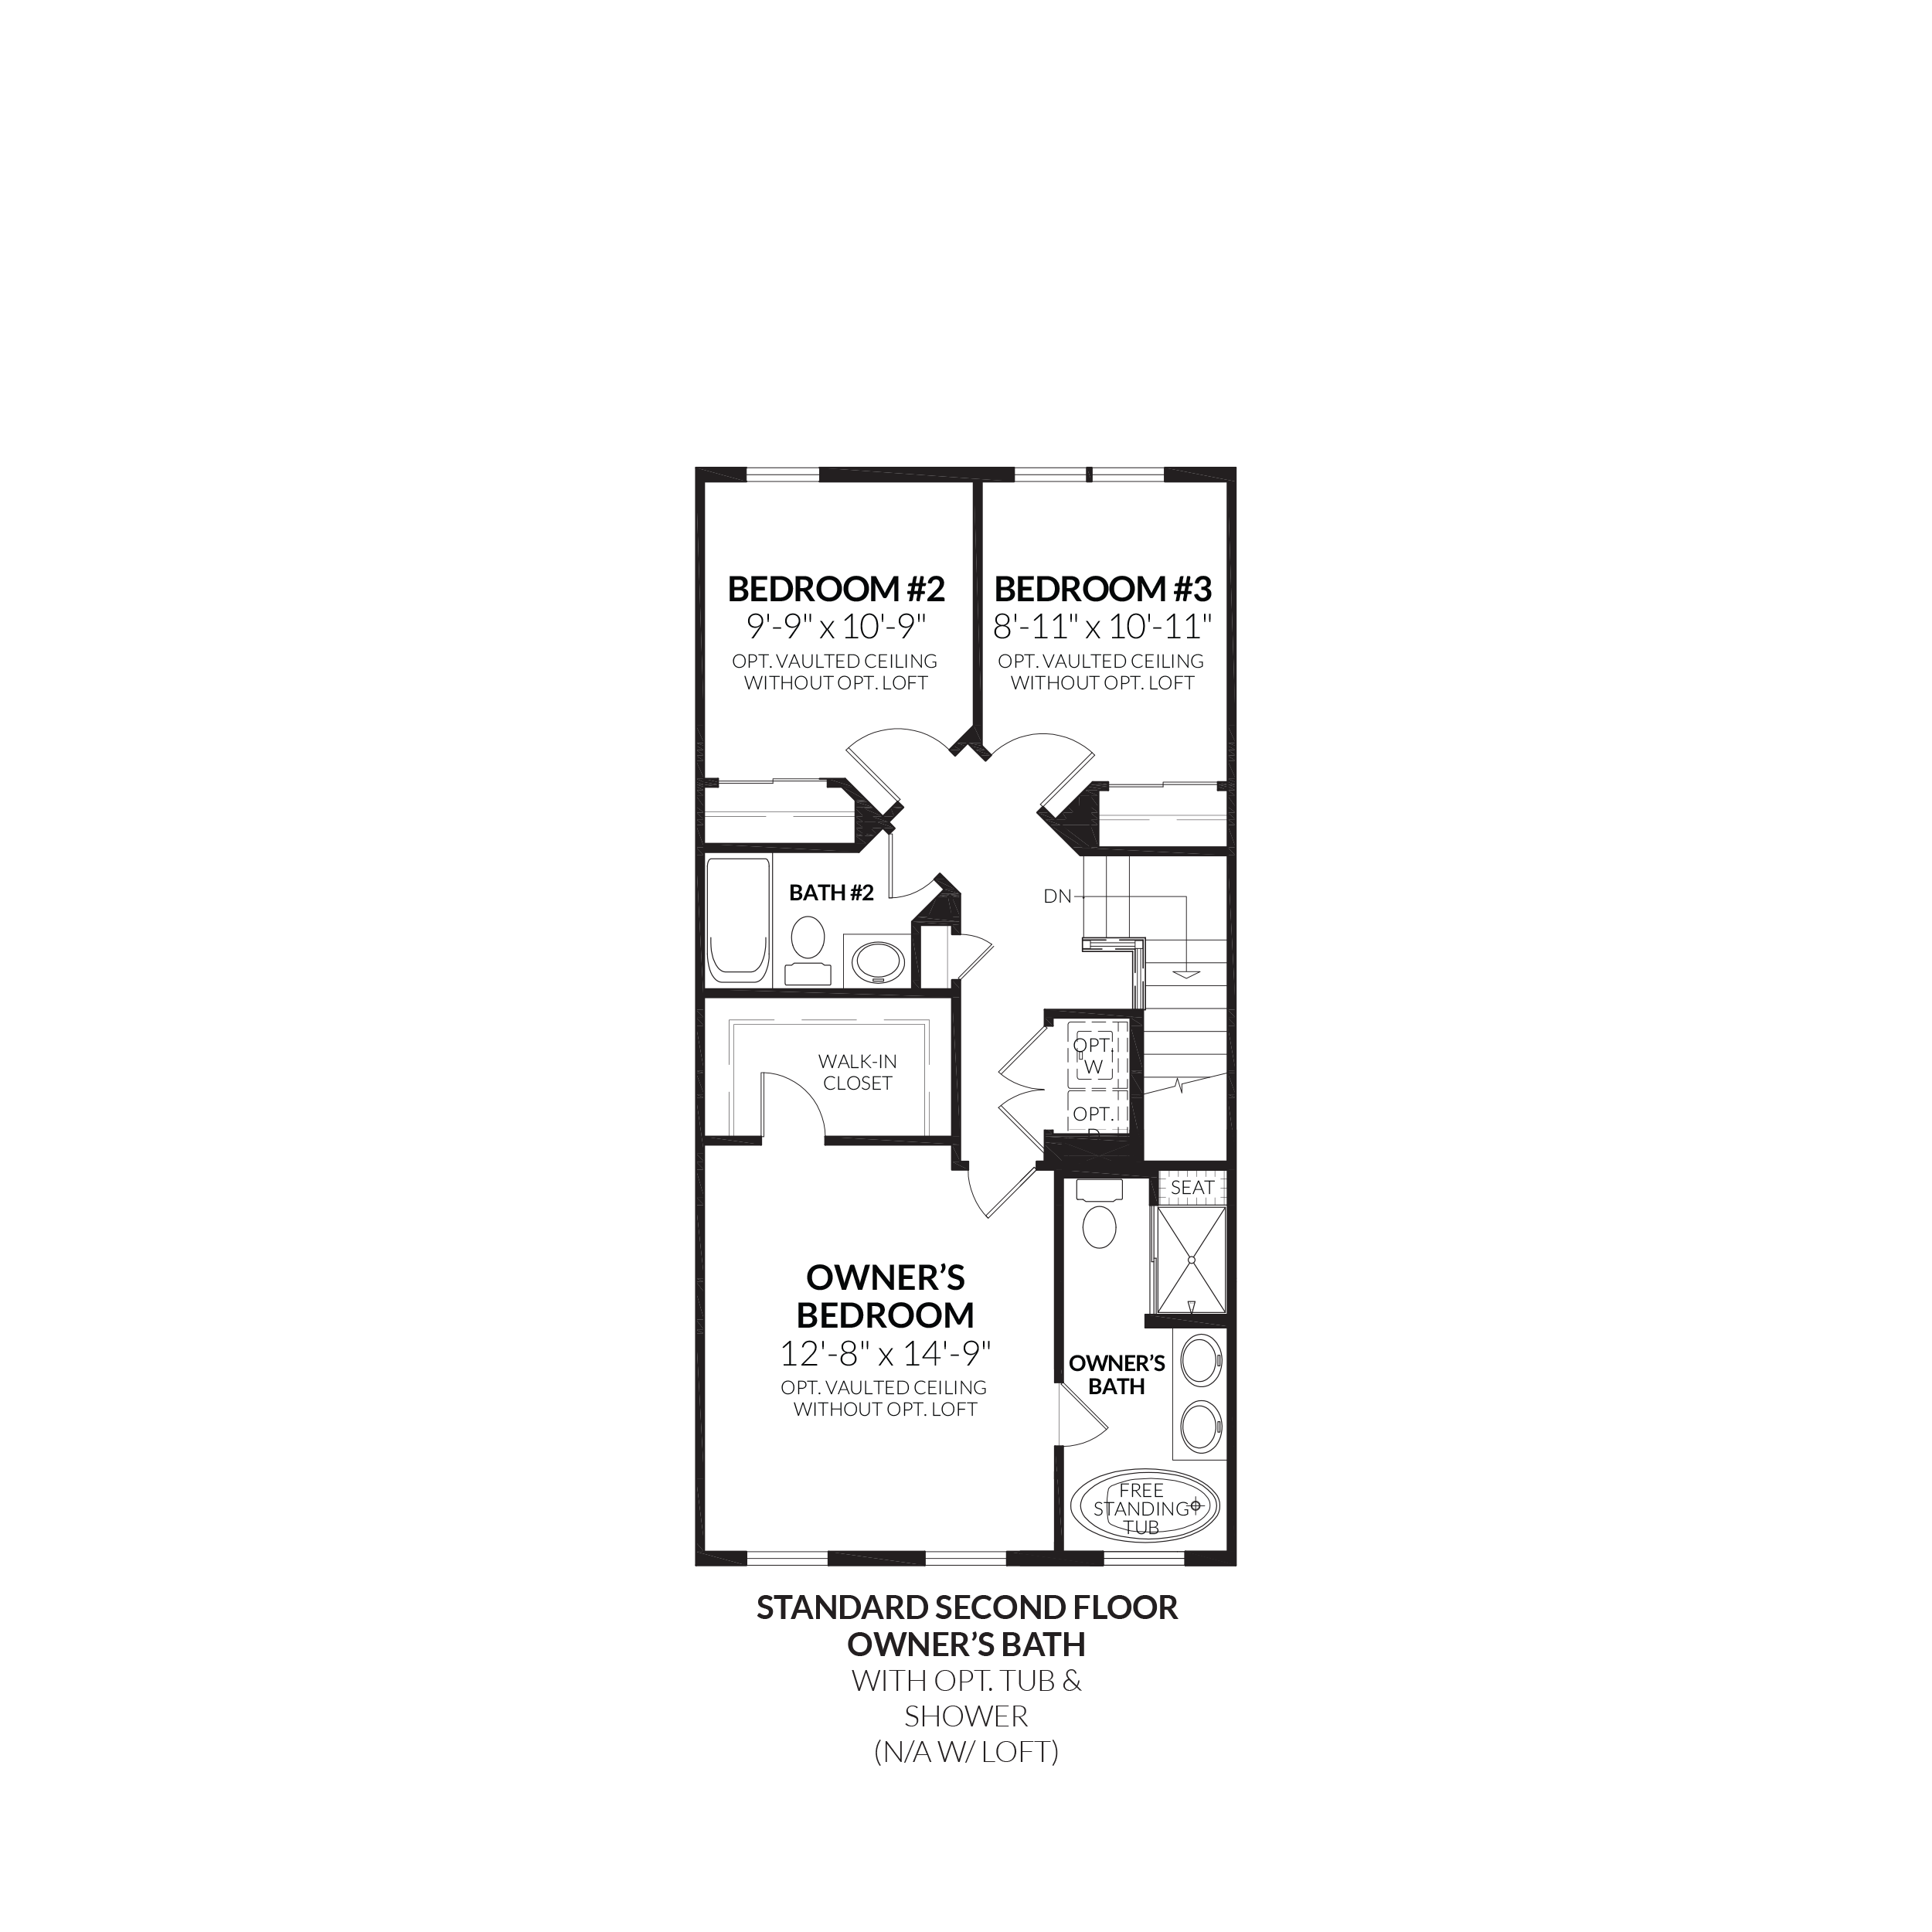 BEDROOM #2
9'-9" x 10'-9"
OPT. VAULTED CEILING
WITHOUT OPT. LOFT
BEDROOM #3
8'-11" x 10'-11"
OPT. VAULTED CEILING
WITHOUT OPT. LOFT
BATH #2
DN
WALK-IN
CLOSET
OPT.
W
OPT.
SEAT
OWNER’S
BEDROOM
12'-8" x 14'-9"
OPT. VAULTED CEILING
WITHOUT OPT. LOFT
OWNER’S
BATH
FREE
STANDING
TUB
STANDARD SECOND FLOOR
OWNER’S BATH
WITH OPT. TUB &
SHOWER
(N/A W/ LOFT)